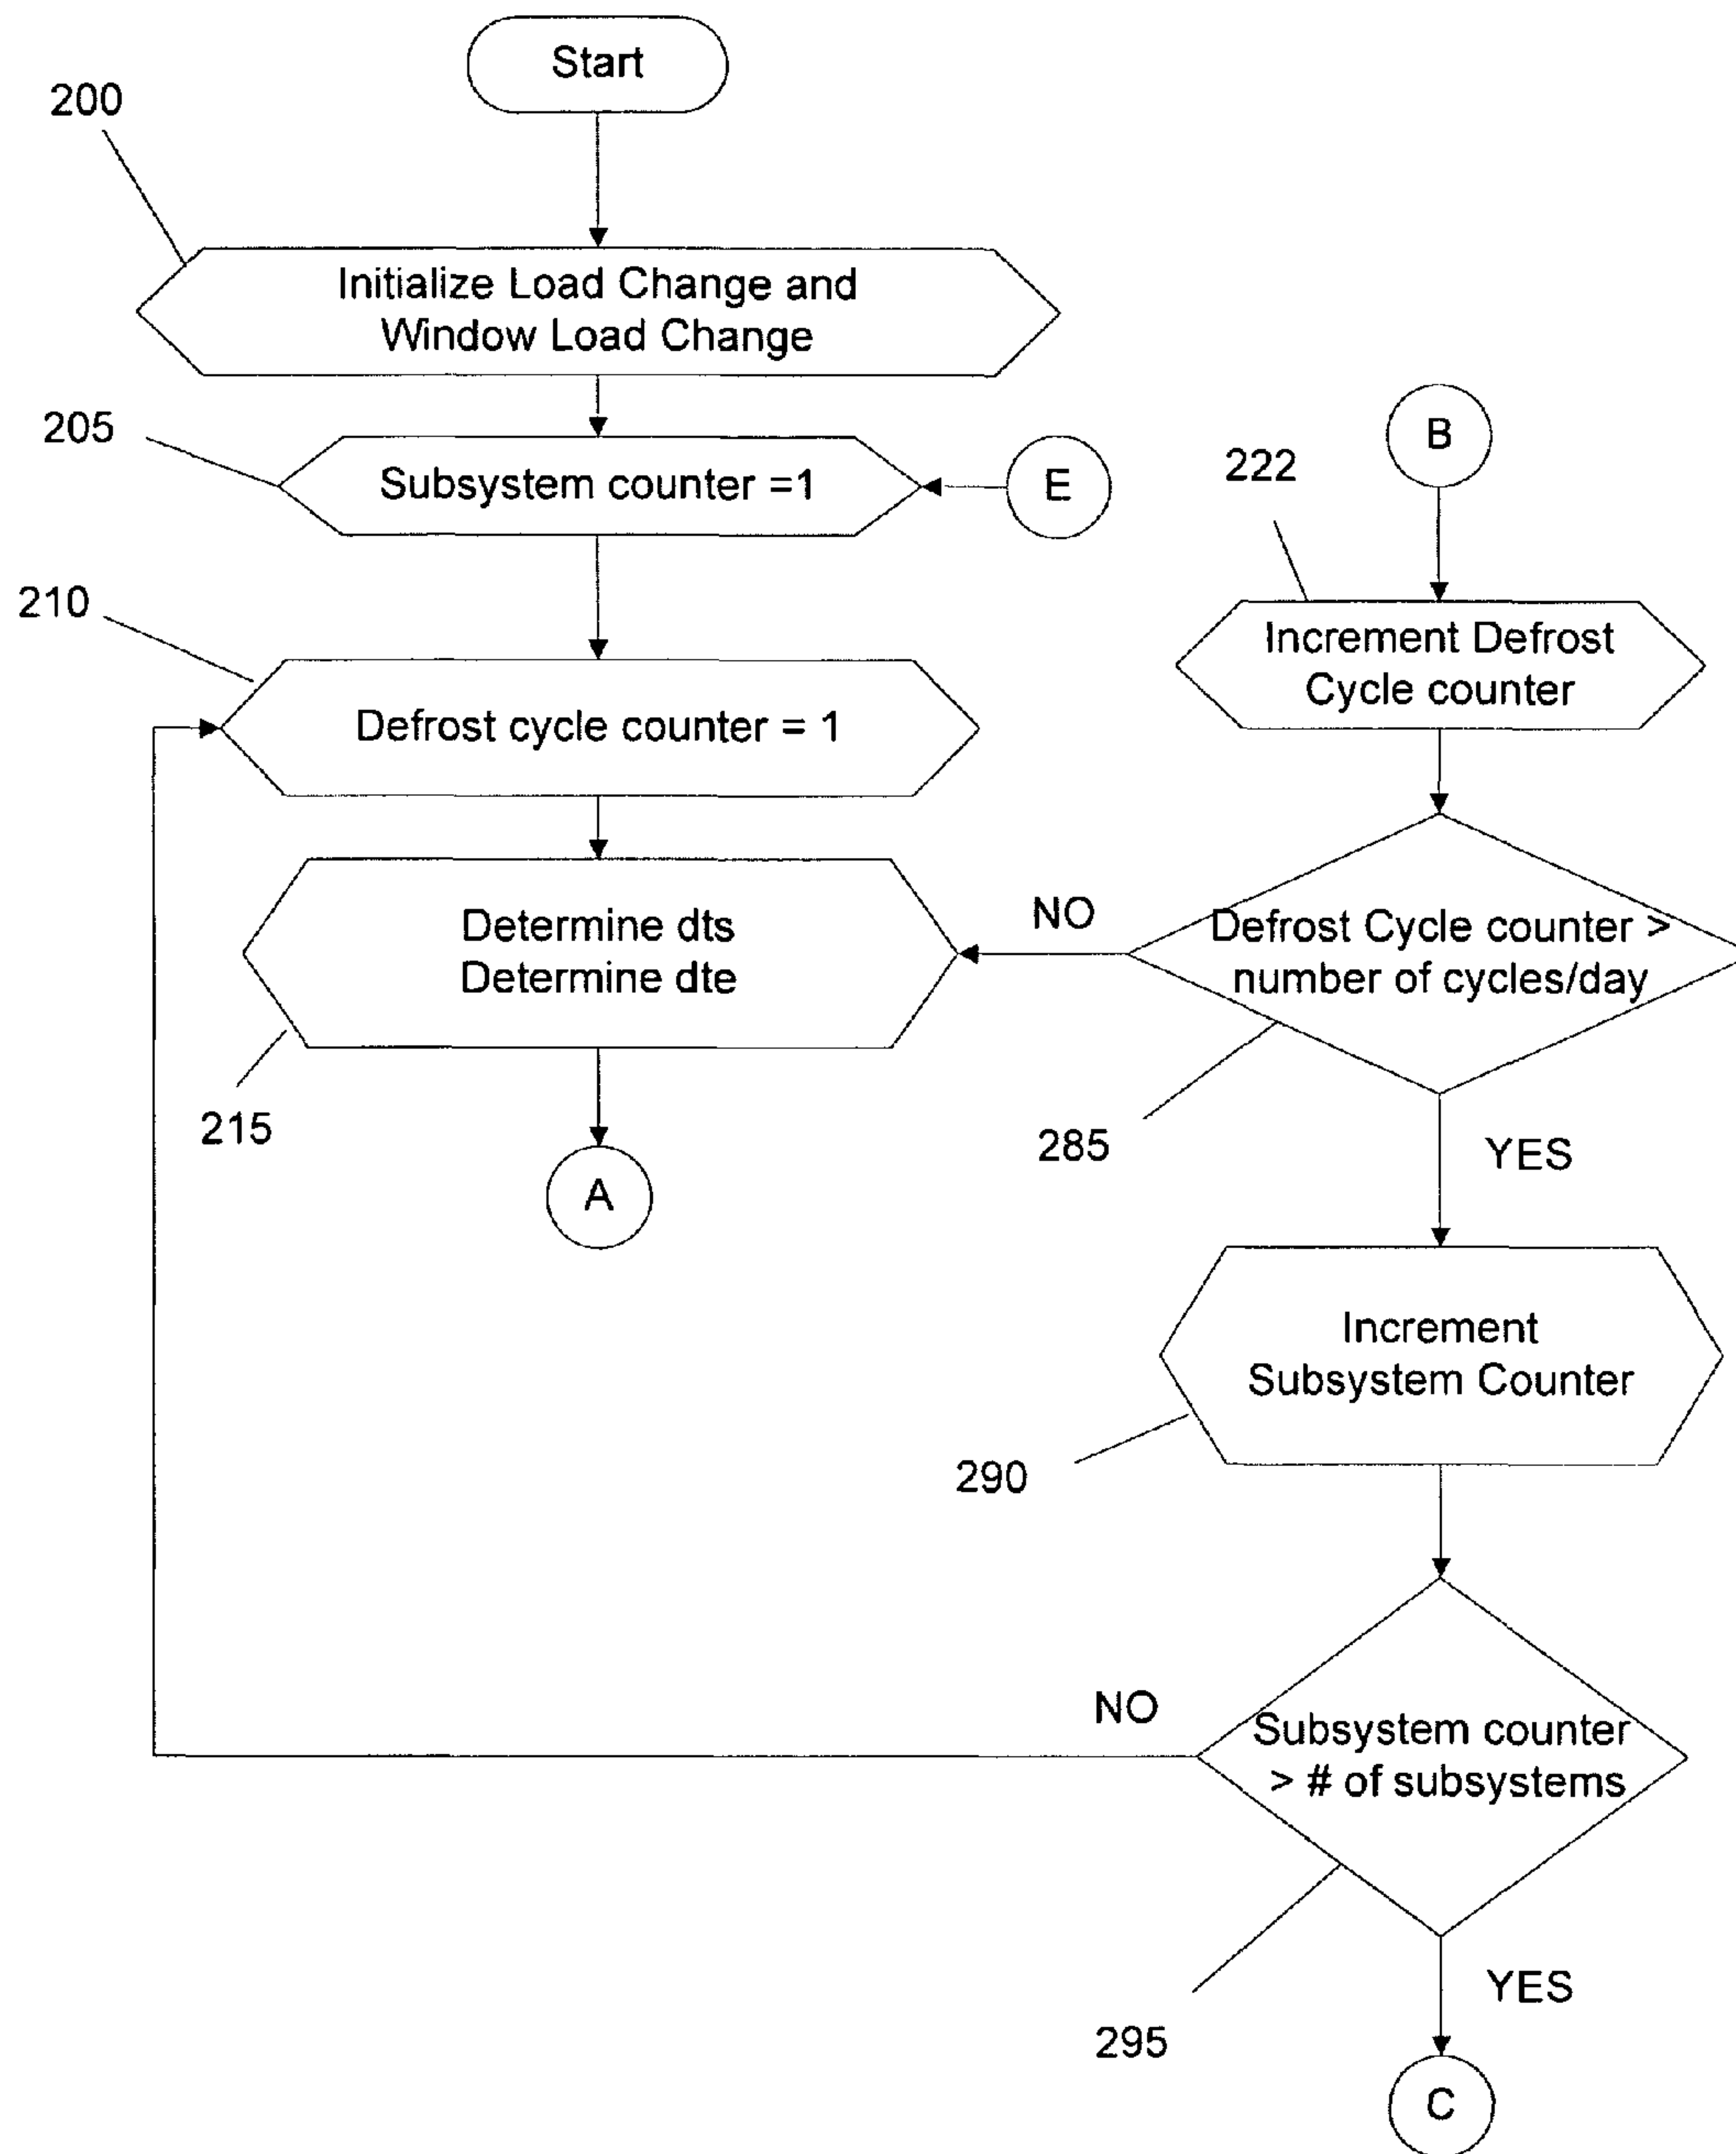 Start
200
Initialize Load Change and
Window Load Change
205
Subsystem counter =1
E
210
Defrost cycle counter = 1
Determine dts
Determine dte
215
A
B
222
Increment Defrost
Cycle counter
NO
Defrost Cycle counter >
number of cycles/day
285
YES
Increment
Subsystem Counter
290
NO
Subsystem counter
> # of subsystems
295
YES
C